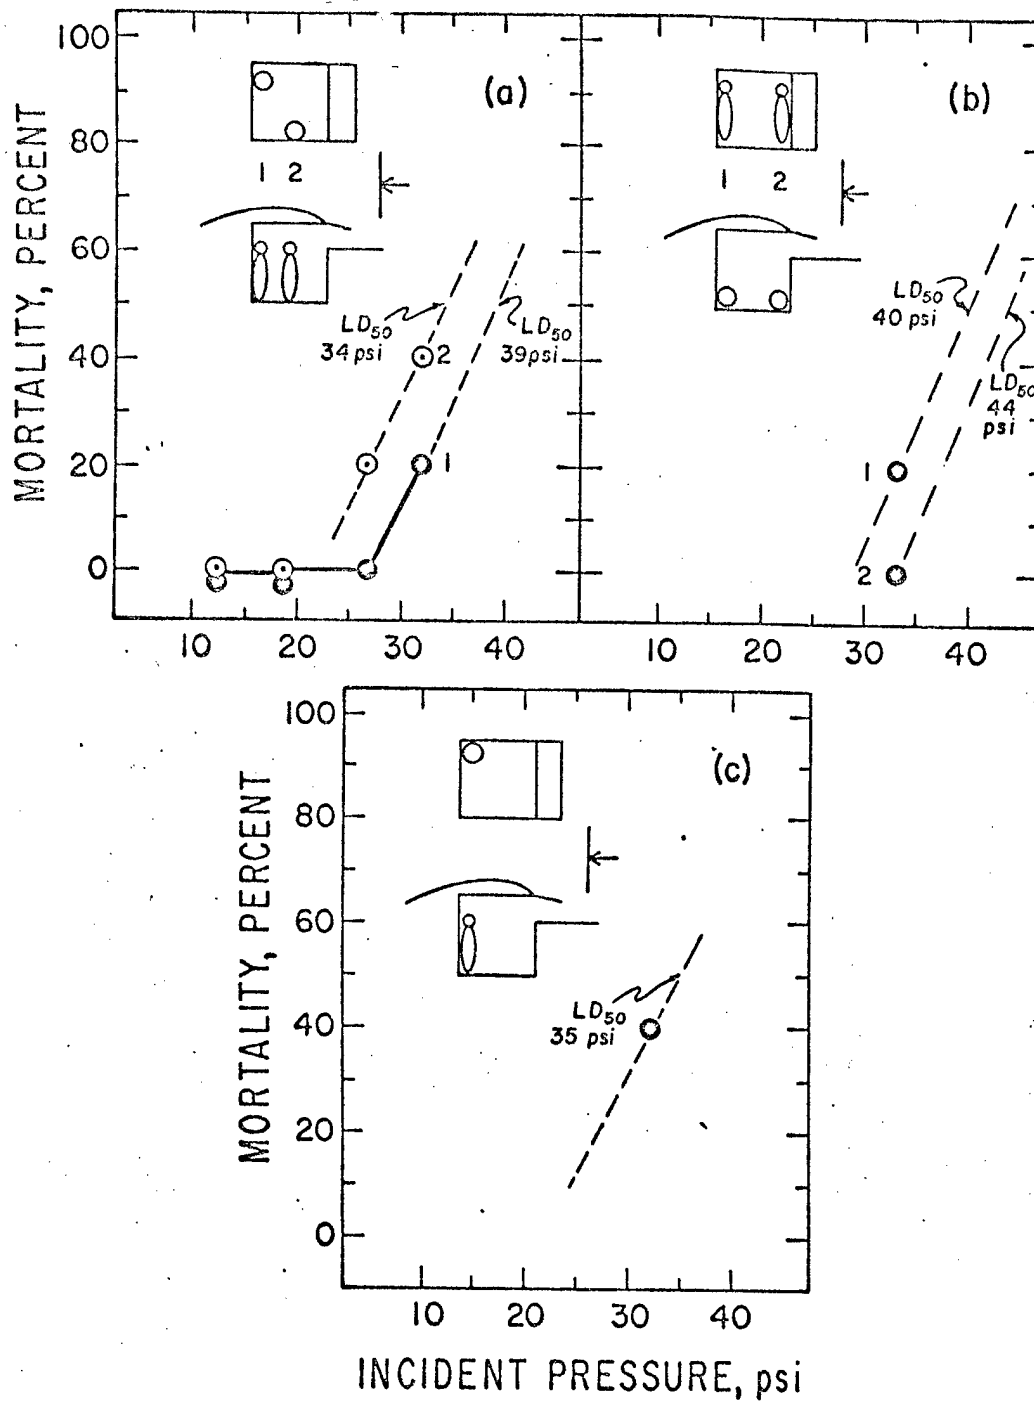 100
80
60
40
20
0
MORTALITY, PERCENT
(a)
1 2
LD50
34 psi
LD50
39psi
2
1
10 20 30 40
(b)
1 2
LD50
40 psi
LD50
44
psi
1
2
10 20 30 40
100
80
60
40
20
0
MORTALITY, PERCENT
(c)
LD50
35 psi
10 20 30 40
INCIDENT PRESSURE, psi